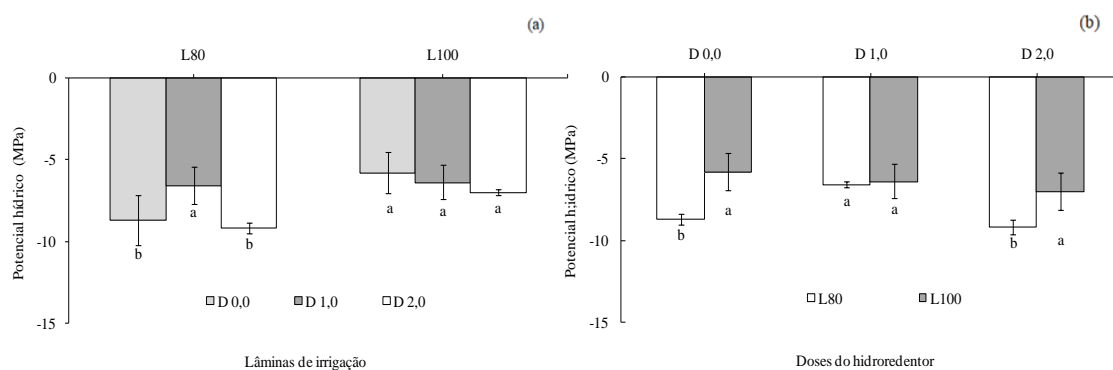 (a)
L80 L100
0
-5
-10
-15
Potencial hídrico (MPa)
a a a a
b b
D 0,0 D 1,0 D 2,0
Lâminas de irrigação
(b)
D 0,0 D 1,0 D 2,0
0
-5
-10
-15
Potencial h;idrico (MPa)
a a a
b b a
L80 L100
Doses do hidroredentor